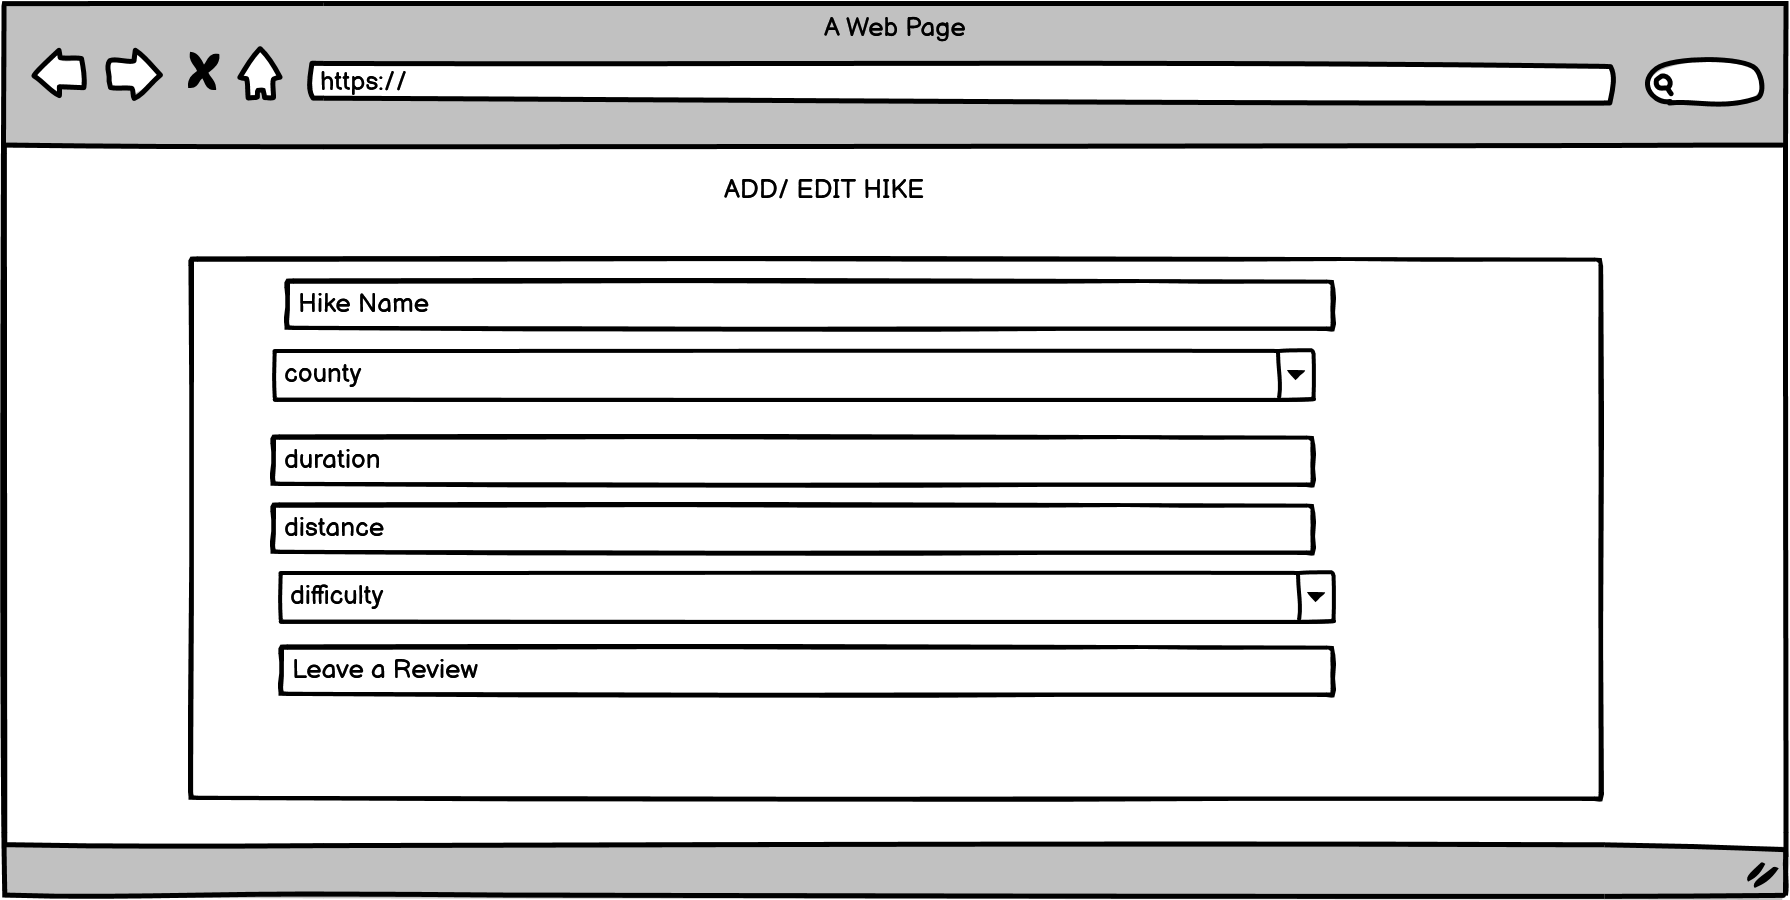 A Web Page
https://
ADD/ EDIT HIKE
Hike Name
county
duration
distance
difficulty
Leave a Review